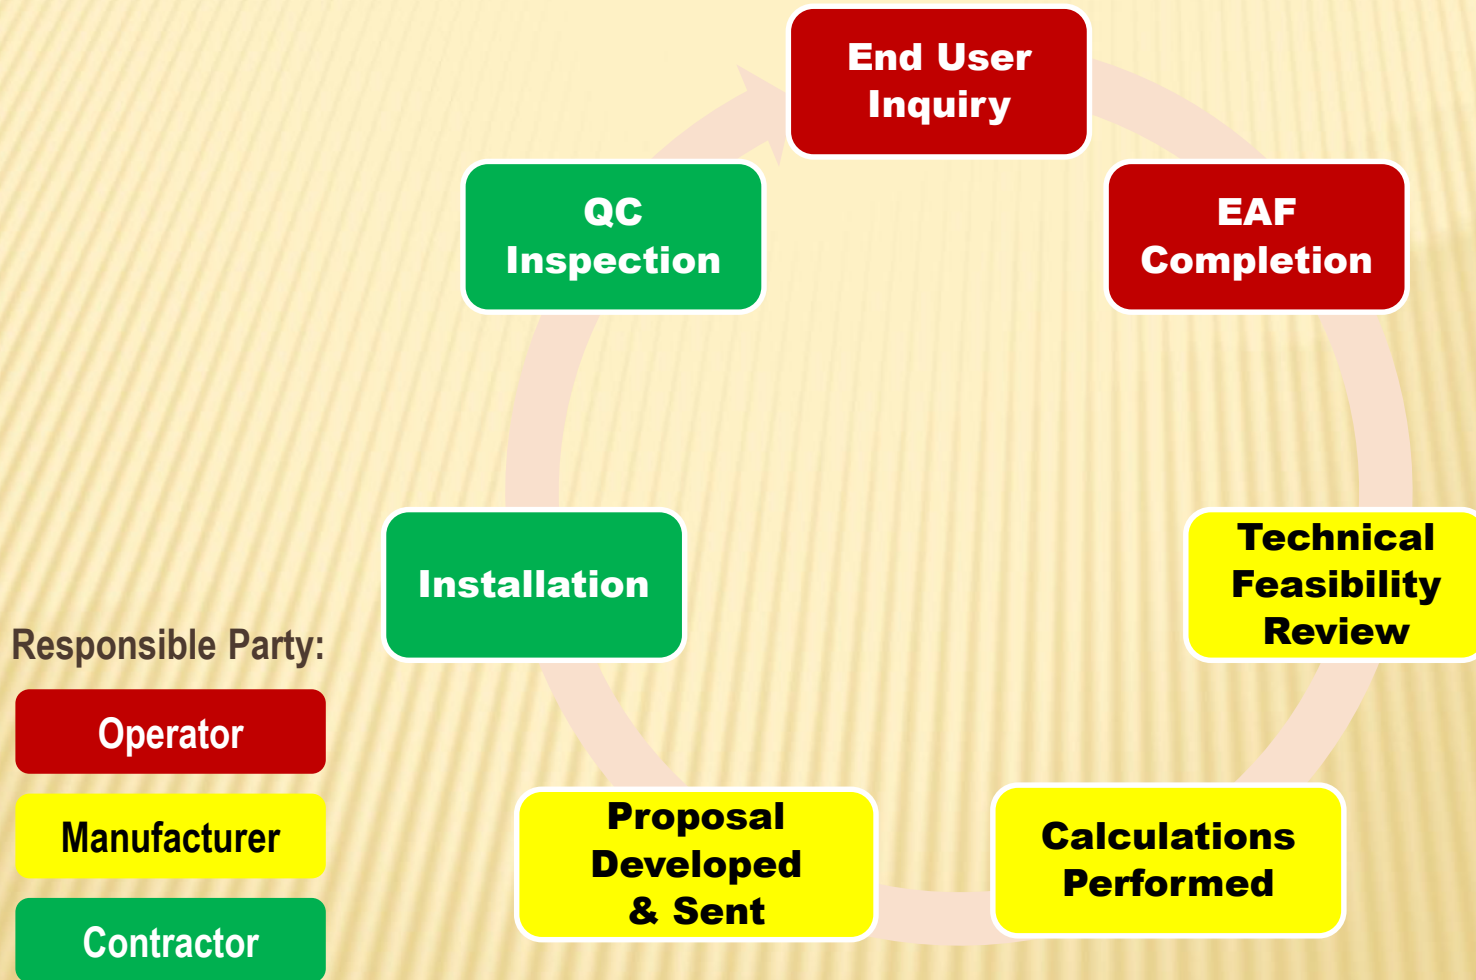 End User
Inquiry
EAF
Completion
Technical
Feasibility
Review
Calculations
Performed
Proposal
Developed
& Sent
Installation
QC
Inspection
Responsible Party:
Operator
Manufacturer
Contractor